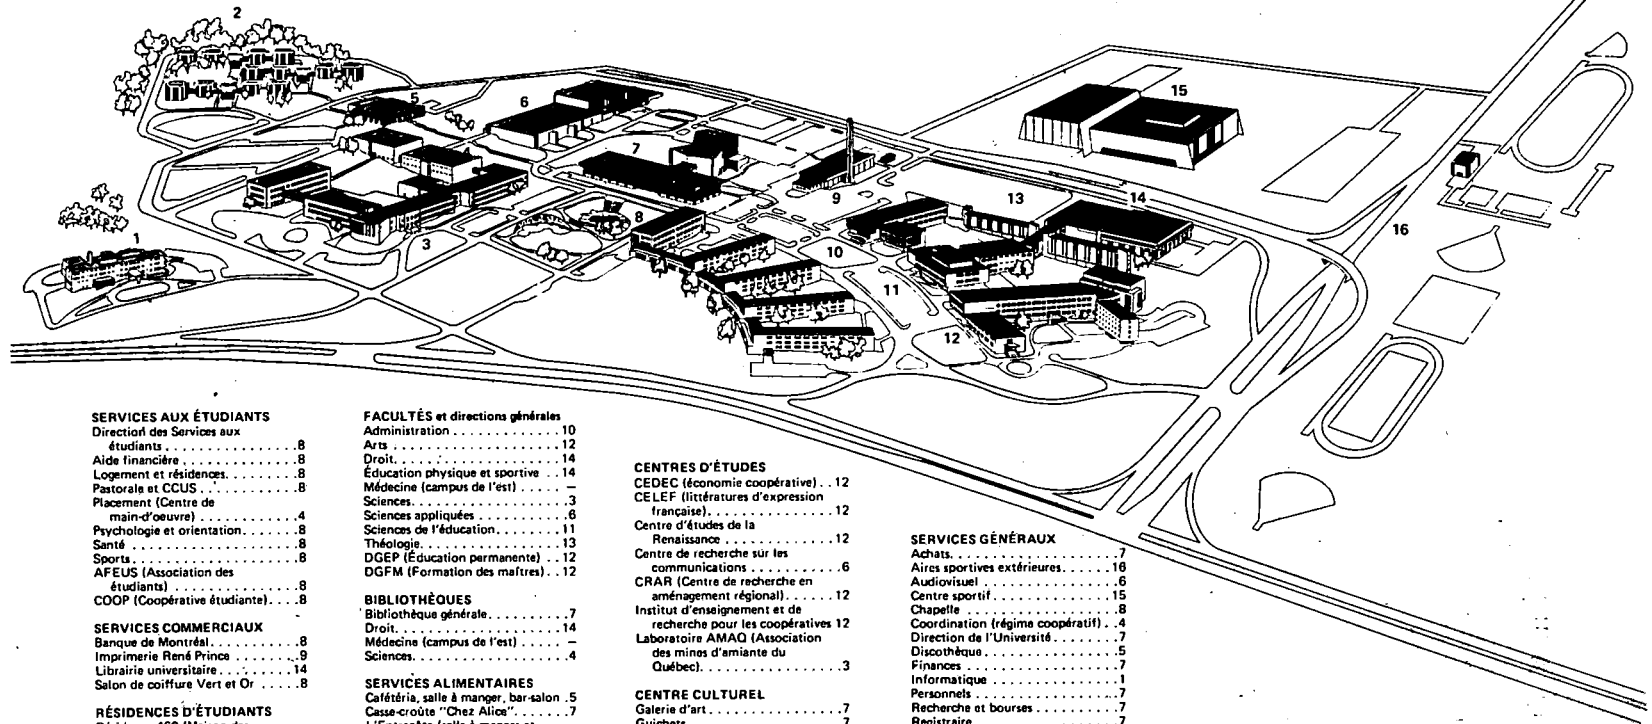 2
5
6
15
7
13
14
9
8
16
1
3
10
11
12
SERVICES AUX ÉTUDIANTS
Direction des Services aux
étudiants . . . . . . . . . . . . . . . . 8
Aide financière . . . . . . . . . . . . . . 8
Logement et résidences. . . . . . . . . 8
Pastorale et CCUS . . . . . . . . . . . . 8
Placement (Centre de
main-d'oeuvre) . . . . . . . . . . . . 4
Psychologie et orientation. . . . . . . 8
Santé . . . . . . . . . . . . . . . . . . . . 8
Sports . . . . . . . . . . . . . . . . . . . . 8
AFEUS (Association des
étudiants) . . . . . . . . . . . . . . . 8
COOP (Coopérative étudiante). . . . 8
SERVICES COMMERCIAUX
Banque de Montréal. . . . . . . . . . . 8
Imprimerie René Prince . . . . . . . . 9
Librairie universitaire . . . . . . . . . 14
Salon de coiffure Vert et Or . . . . . 8
RÉSIDENCES D'ÉTUDIANTS
FACULTÉS et directions générales
Administration . . . . . . . . . . . . . 10
Arts . . . . . . . . . . . . . . . . . . . . 12
Droit. . . . . . . . . . . . . . . . . . . . 14
Éducation physique et sportive . . 14
Médecine (campus de l'est) . . . . . –
Sciences. . . . . . . . . . . . . . . . . . . 3
Sciences appliquées . . . . . . . . . . . 6
Sciences de l'éducation. . . . . . . . 11
Théologie. . . . . . . . . . . . . . . . . 13
DGEP (Éducation permanente) . . 12
DGFM (Formation des maîtres) . . 12
BIBLIOTHÈQUES
Bibliothèque générale. . . . . . . . . . 7
Droit. . . . . . . . . . . . . . . . . . . . 14
Médecine (campus de l'est) . . . . . –
Sciences. . . . . . . . . . . . . . . . . . . 4
SERVICES ALIMENTAIRES
Cafétéria, salle à manger, bar-salon . 5
Casse-croûte "Chez Alice". . . . . . . 7
CENTRES D'ÉTUDES
CEDEC (économie coopérative) . . 12
CELEF (littératures d'expression
française). . . . . . . . . . . . . . . . 12
Centre d'études de la
Renaissance . . . . . . . . . . . . . . 12
Centre de recherche sur les
communications . . . . . . . . . . . . 6
CRAR (Centre de recherche en
aménagement régional) . . . . . . 12
Institut d'enseignement et de
recherche pour les coopératives 12
Laboratoire AMAQ (Association
des mines d'amiante du
Québec). . . . . . . . . . . . . . . . . . 3
CENTRE CULTUREL
Galerie d'art . . . . . . . . . . . . . . . . 7
Guichets . . . . . . . . . . . . . . . . . . 7
SERVICES GÉNÉRAUX
Achats. . . . . . . . . . . . . . . . . . . . 7
Aires sportives extérieures. . . . . . 16
Audiovisuel . . . . . . . . . . . . . . . . 6
Centre sportif . . . . . . . . . . . . . . 15
Chapelle . . . . . . . . . . . . . . . . . . 8
Coordination (régime coopératif) . . 4
Direction de l'Université. . . . . . . . 7
Discothèque . . . . . . . . . . . . . . . . 5
Finances . . . . . . . . . . . . . . . . . . 7
Informatique . . . . . . . . . . . . . . . 1
Personnels . . . . . . . . . . . . . . . . . 7
Recherche et bourses . . . . . . . . . . 7
Registraire . . . . . . . . . . . . . . . . . 7